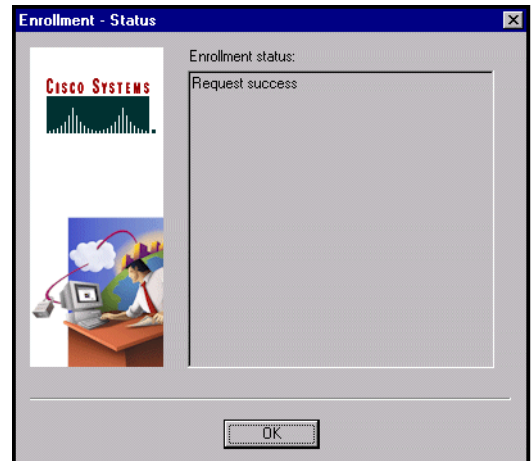 Enrollment - Status
Enrollment status:
CISCO SYSTEMS
Request success
OK